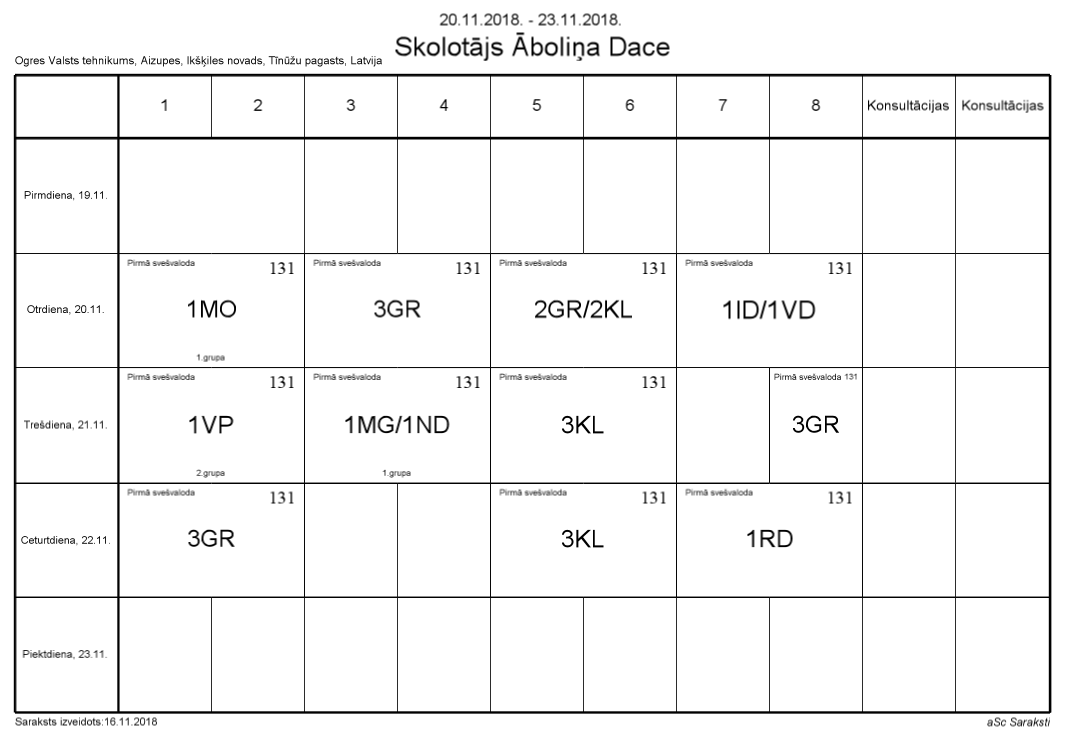 20.11.2018. - 23.11.2018.
Skolotājs Āboliņa Dace
Ogres Valsts tehnikums, Aizupes, Ikšķiles novads, Tīnūžu pagasts, Latvija
1 2 3 4 5 6 7 8 Konsultācijas Konsultācijas
Pirmdiena, 19.11.
Otrdiena, 20.11.
Pirmā svešvaloda 131
1MO
1.grupa
Pirmā svešvaloda 131
3GR
Pirmā svešvaloda 131
2GR/2KL
Pirmā svešvaloda 131
1ID/1VD
Trešdiena, 21.11.
Pirmā svešvaloda 131
1VP
2.grupa
Pirmā svešvaloda 131
1MG/1ND
1.grupa
Pirmā svešvaloda 131
3KL
Pirmā svešvaloda 131
3GR
Ceturtdiena, 22.11.
Pirmā svešvaloda 131
3GR
Pirmā svešvaloda 131
3KL
Pirmā svešvaloda 131
1RD
Piektdiena, 23.11.
Saraksts izveidots:16.11.2018
aSc Saraksti